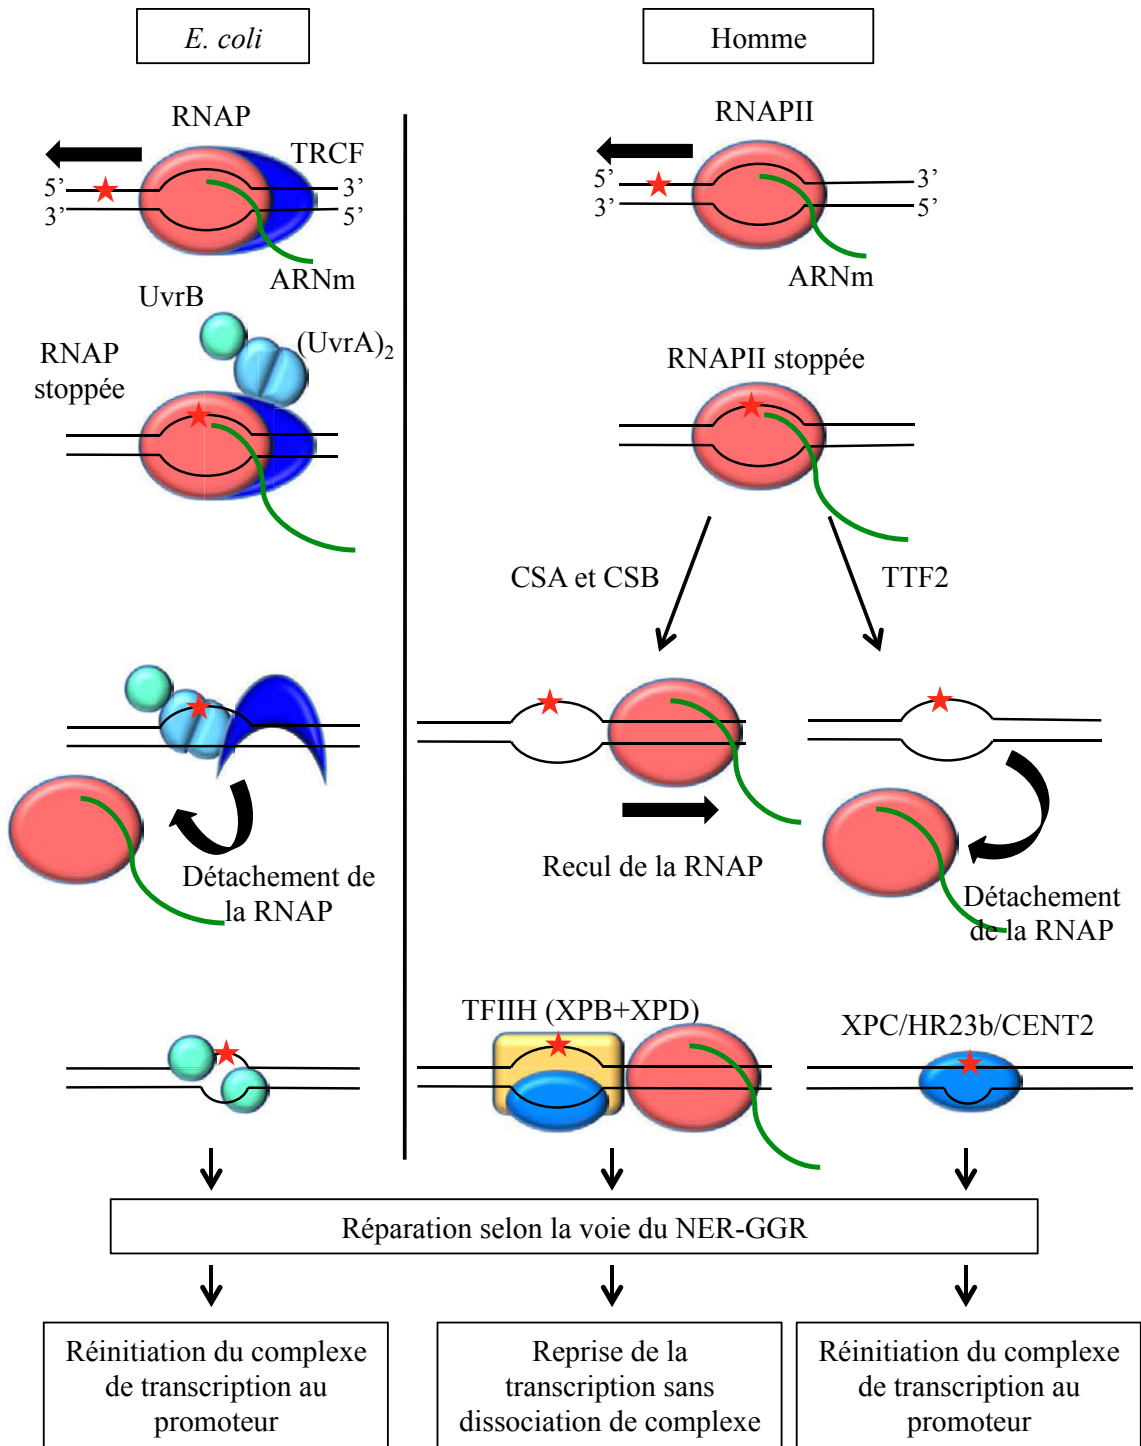 E. coli
Homme
RNAP
TRCF
5’
3’
3’
5’
ARNm
RNAPII
5’
3’
3’
5’
ARNm
UvrB
(UvrA)2
RNAP
stoppée
RNAPII stoppée
CSA et CSB
TTF2
Détachement de
la RNAP
Recul de la RNAP
Détachement
de la RNAP
TFIIH (XPB+XPD)
XPC/HR23b/CENT2
Réparation selon la voie du NER-GGR
Réinitiation du complexe
de transcription au
promoteur
Reprise de la
transcription sans
dissociation de complexe
Réinitiation du complexe
de transcription au
promoteur